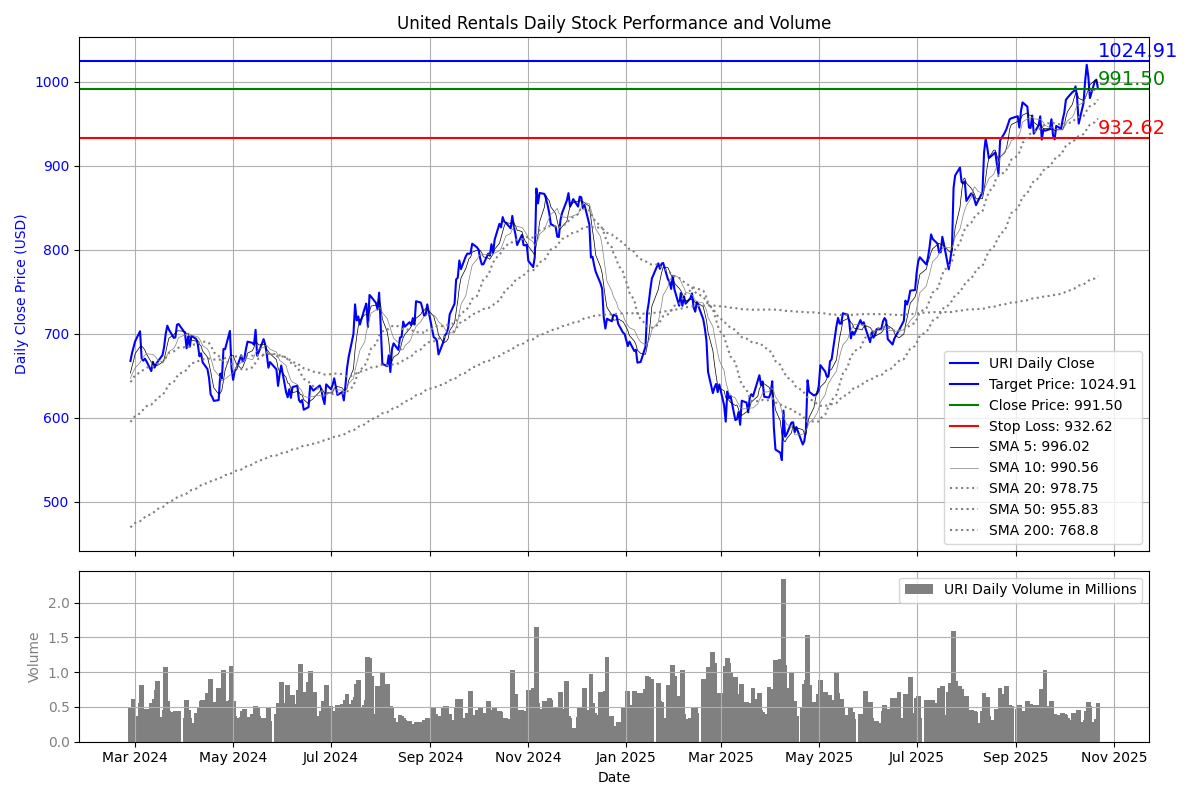 United Rentals Daily Stock Performance and Volume
1024.91
1000
991.50
932.62
900
800
700
600
500
Daily Close Price (USD)
URI Daily Close
Target Price: 1024.91
Close Price: 991.50
Stop Loss: 932.62
SMA 5: 996.02
SMA 10: 990.56
SMA 20: 978.75
SMA 50: 955.83
SMA 200: 768.8
URI Daily Volume in Millions
2.0
1.5
1.0
0.5
0.0
Volume
Mar 2024 May 2024 Jul 2024 Sep 2024 Nov 2024 Jan 2025 Mar 2025 May 2025 Jul 2025 Sep 2025 Nov 2025
Date